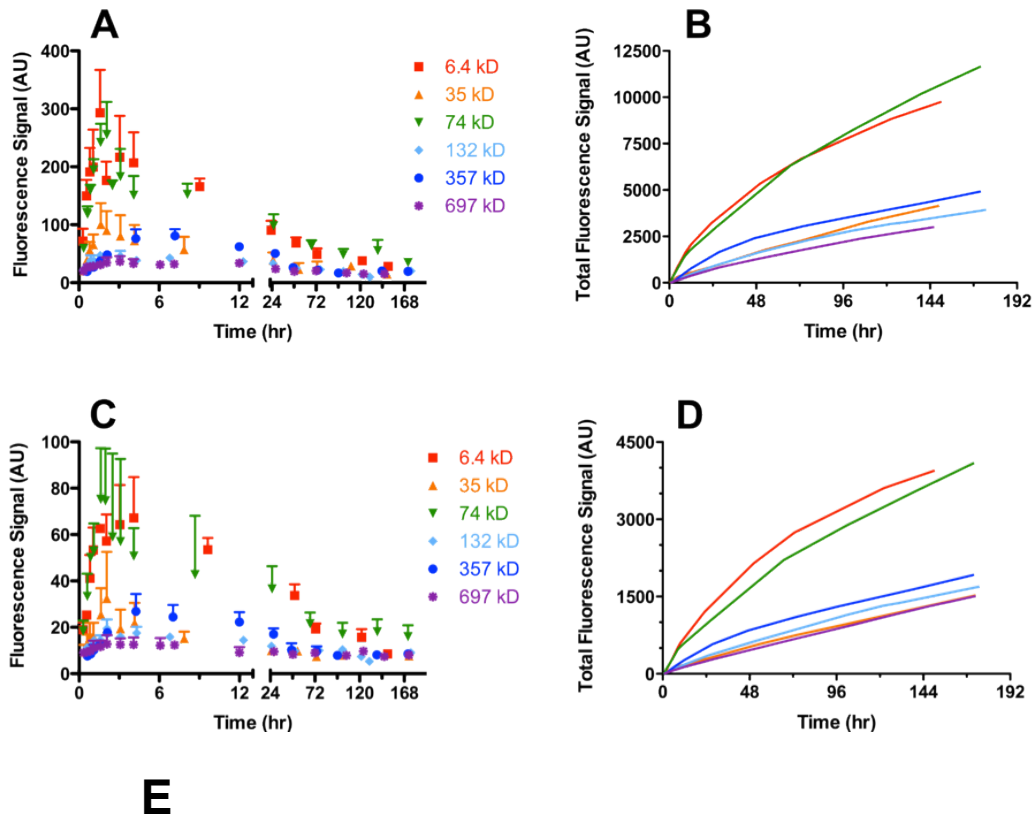 A
Fluorescence Signal (AU)
400
300
200
100
0
0 6 12 24 72 120 168
Time (hr)
6.4 kD
35 kD
74 kD
132 kD
357 kD
697 kD
B
Total Fluorescence Signal (AU)
12500
10000
7500
5000
2500
0
0 48 96 144 192
Time (hr)
C
Fluorescence Signal (AU)
100
80
60
40
20
0
0 6 12 24 72 120 168
Time (hr)
6.4 kD
35 kD
74 kD
132 kD
357 kD
697 kD
D
Total Fluorescence Signal (AU)
4500
3000
1500
0
0 48 96 144 192
Time (hr)
E